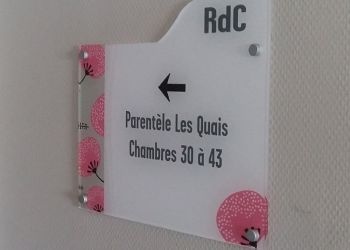 RdC
Parentèle Les Quais
Chambres 30 à 43